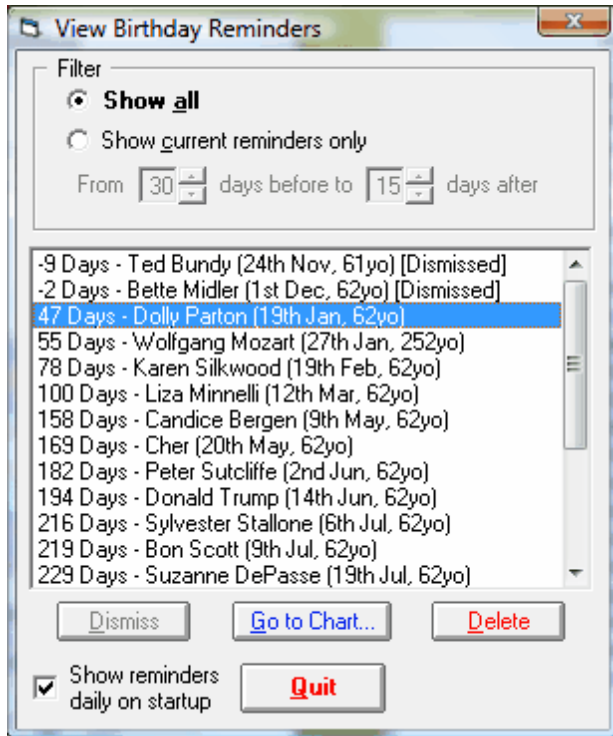 View Birthday Reminders
Filter
Show all
Show current reminders only
From 30 days before to 15 days after
-9 Days - Ted Bundy (24th Nov, 61yo) [Dismissed]
-2 Days - Bette Midler (1st Dec, 62yo) [Dismissed]
47 Days - Dolly Parton (19th Jan, 62yo)
55 Days - Wolfgang Mozart (27th Jan, 252yo)
78 Days - Karen Silkwood (19th Feb, 62yo)
100 Days - Liza Minnelli (12th Mar, 62yo)
158 Days - Candice Bergen (9th May, 62yo)
169 Days - Cher (20th May, 62yo)
182 Days - Peter Sutcliffe (2nd Jun, 62yo)
194 Days - Donald Trump (14th Jun, 62yo)
216 Days - Sylvester Stallone (6th Jul, 62yo)
219 Days - Bon Scott (9th Jul, 62yo)
229 Days - Suzanne DePasse (19th Jul, 62yo)
Dismiss Go to Chart... Delete
Show reminders
daily on startup
Quit